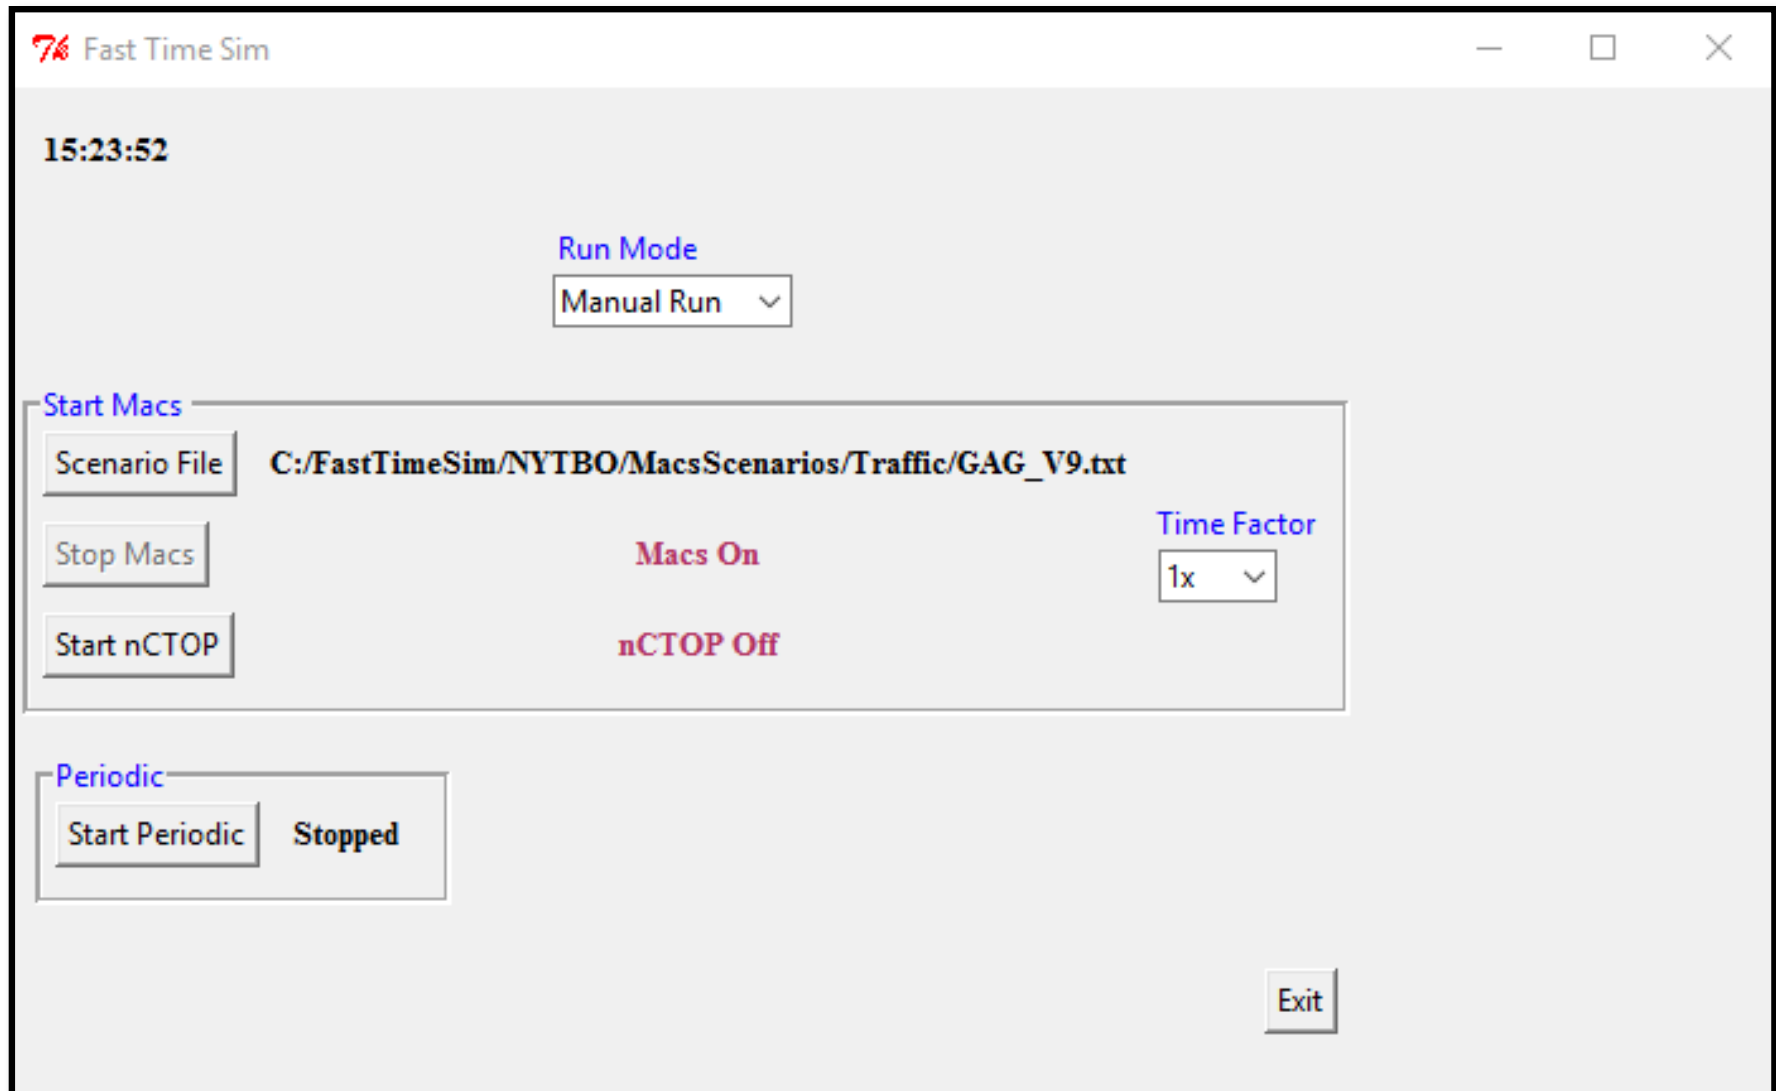 Fast Time Sim
15:23:52
Run Mode
Manual Run
Start Macs
Scenario File C:/FastTimeSim/NYTBO/MacsScenarios/Traffic/GAG_V9.txt
Time Factor
Stop Macs Macs On 1x
Start nCTOP nCTOP Off
Periodic
Start Periodic Stopped
Exit